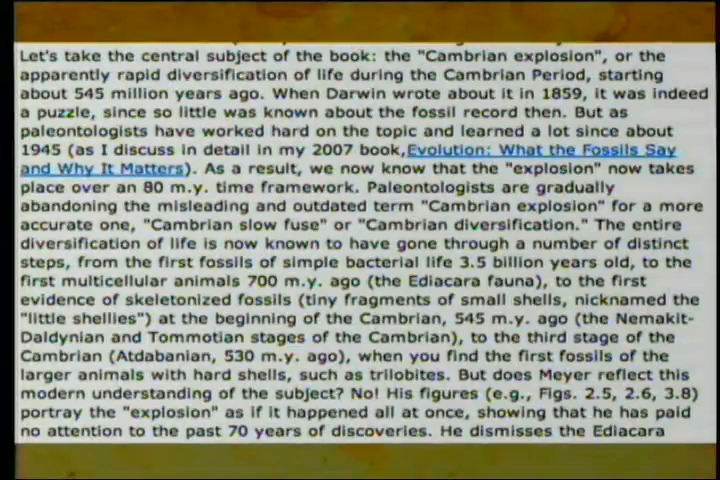 Let's take the central subject of the book: the "Cambrian explosion", or the
apparently rapid diversification of life during the Cambrian Period, starting
about 545 million years ago. When Darwin wrote about it in 1859, it was indeed
a puzzle, since so little was known about the fossil record then. But as
paleontologists have worked hard on the topic and learned a lot since about
1945 (as I discuss in detail in my 2007 book,Evolution: What the Fossils Say
and Why It Matters). As a result, we now know that the "explosion" now takes
place over an 80 m.y. time framework. Paleontologists are gradually
abandoning the misleading and outdated term "Cambrian explosion" for a more
accurate one, "Cambrian slow fuse" or "Cambrian diversification." The entire
diversification of life is now known to have gone through a number of distinct
steps, from the first fossils of simple bacterial life 3.5 billion years old, to the
first multicellular animals 700 m.y. ago (the Ediacara fauna), to the first
evidence of skeletonized fossils (tiny fragments of small shells, nicknamed the
"little shellies") at the beginning of the Cambrian, 545 m.y. ago (the Nemakit-
Daldynian and Tommotian stages of the Cambrian), to the third stage of the
Cambrian (Atdabanian, 530 m.y. ago), when you find the first fossils of the
larger animals with hard shells, such as trilobites. But does Meyer reflect this
modern understanding of the subject? No! His figures (e.g., Figs. 2.5, 2.6, 3.8)
portray the "explosion" as if it happened all at once, showing that he has paid
no attention to the past 70 years of discoveries. He dismisses the Ediacara